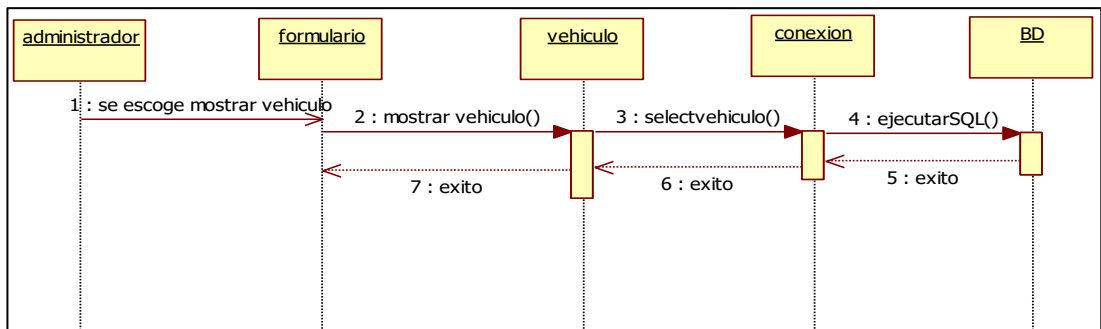 administrador
formulario
vehiculo
conexion
BD
1 : se escoge mostrar vehiculo
2 : mostrar vehiculo()
3 : selectvehiculo()
4 : ejecutarSQL()
5 : exito
6 : exito
7 : exito